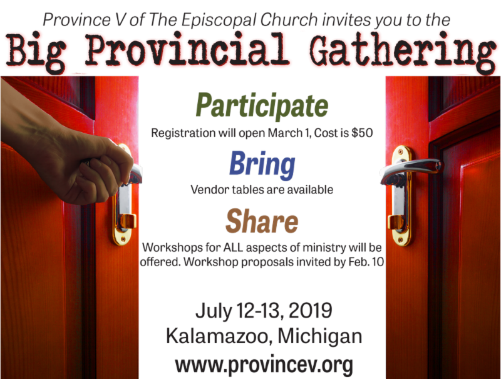 Province V of The Episcopal Church invites you to the
Big Provincial Gathering
Participate
Registration will open March 1, Cost is $50
Bring
Vendor tables are available
Share
Workshops for ALL aspects of ministry will be
offered. Workshop proposals invited by Feb. 10
July 12-13, 2019
Kalamazoo, Michigan
www.provincev.org